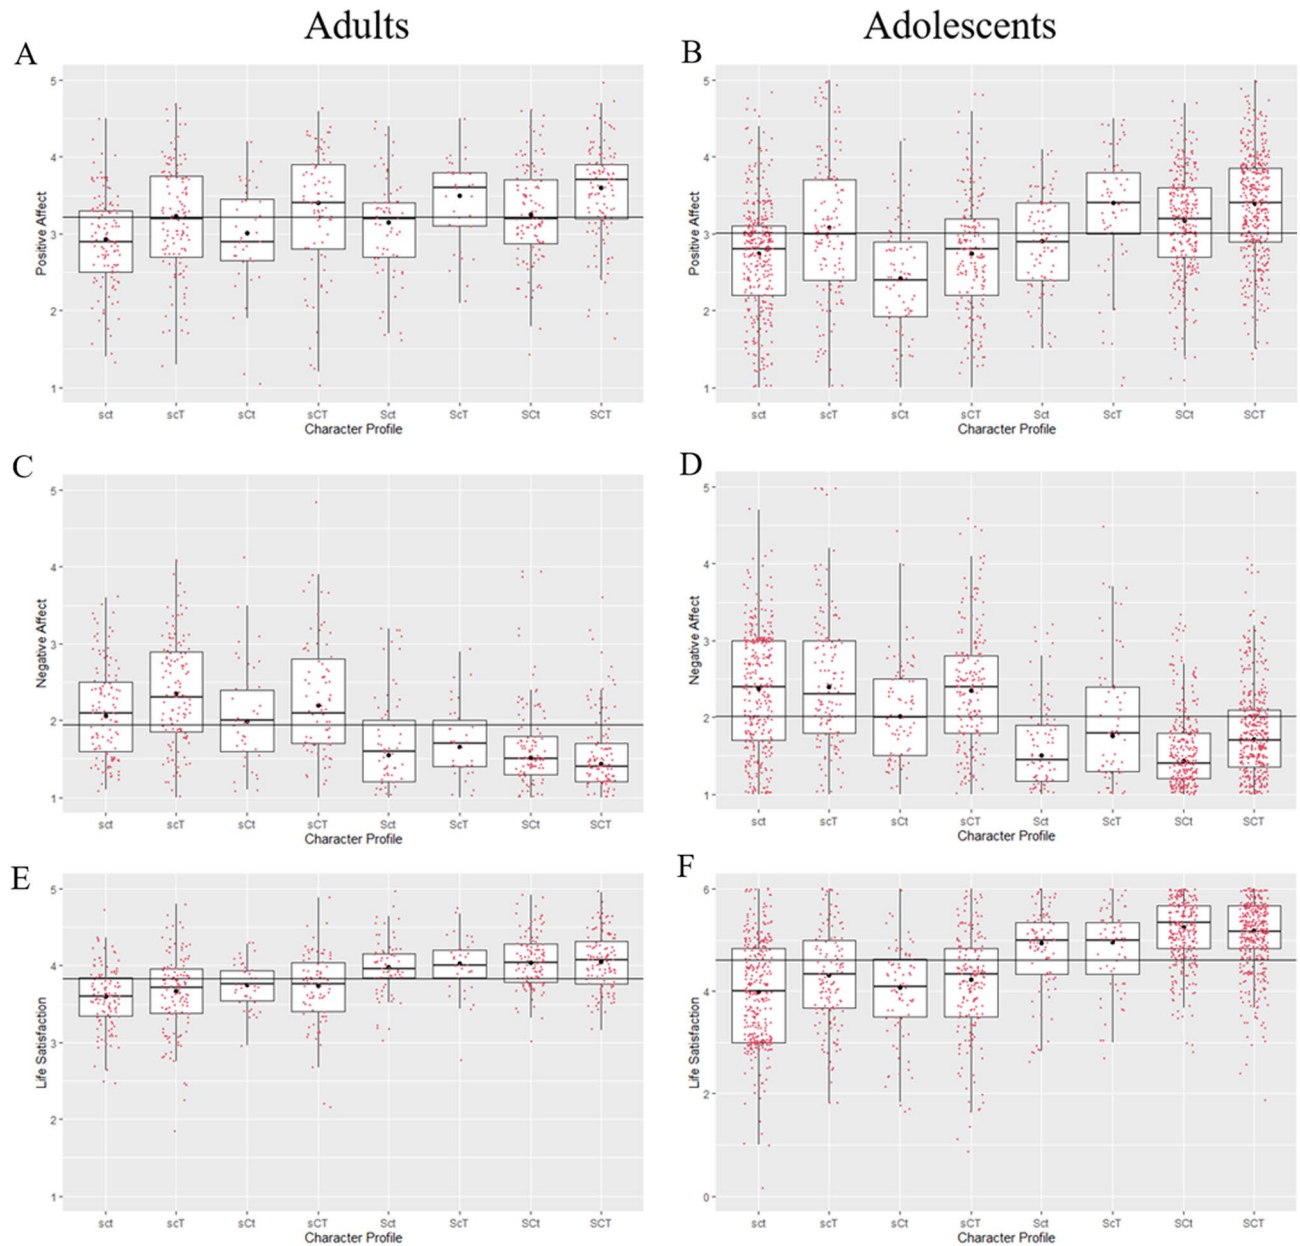 Adults
Adolescents
A
B
5
4
3
2
1
Positive Affect
sct
scT
sCt
sCT
Sct
ScT
SCt
SCT
Character Profile
5
4
3
2
1
Positive Affect
sct
scT
sCt
sCT
Sct
ScT
SCt
SCT
Character Profile
C
D
5
4
3
2
1
Negative Affect
sct
scT
sCt
sCT
Sct
ScT
SCt
SCT
Character Profile
5
4
3
2
1
Negative Affect
sct
scT
sCt
sCT
Sct
ScT
SCt
SCT
Character Profile
E
F
5
4
3
2
1
Life Satisfaction
sct
scT
sCt
sCT
Sct
ScT
SCt
SCT
Character Profile
6
4
2
0
Life Satisfaction
sct
scT
sCt
sCT
Sct
ScT
SCt
SCT
Character Profile